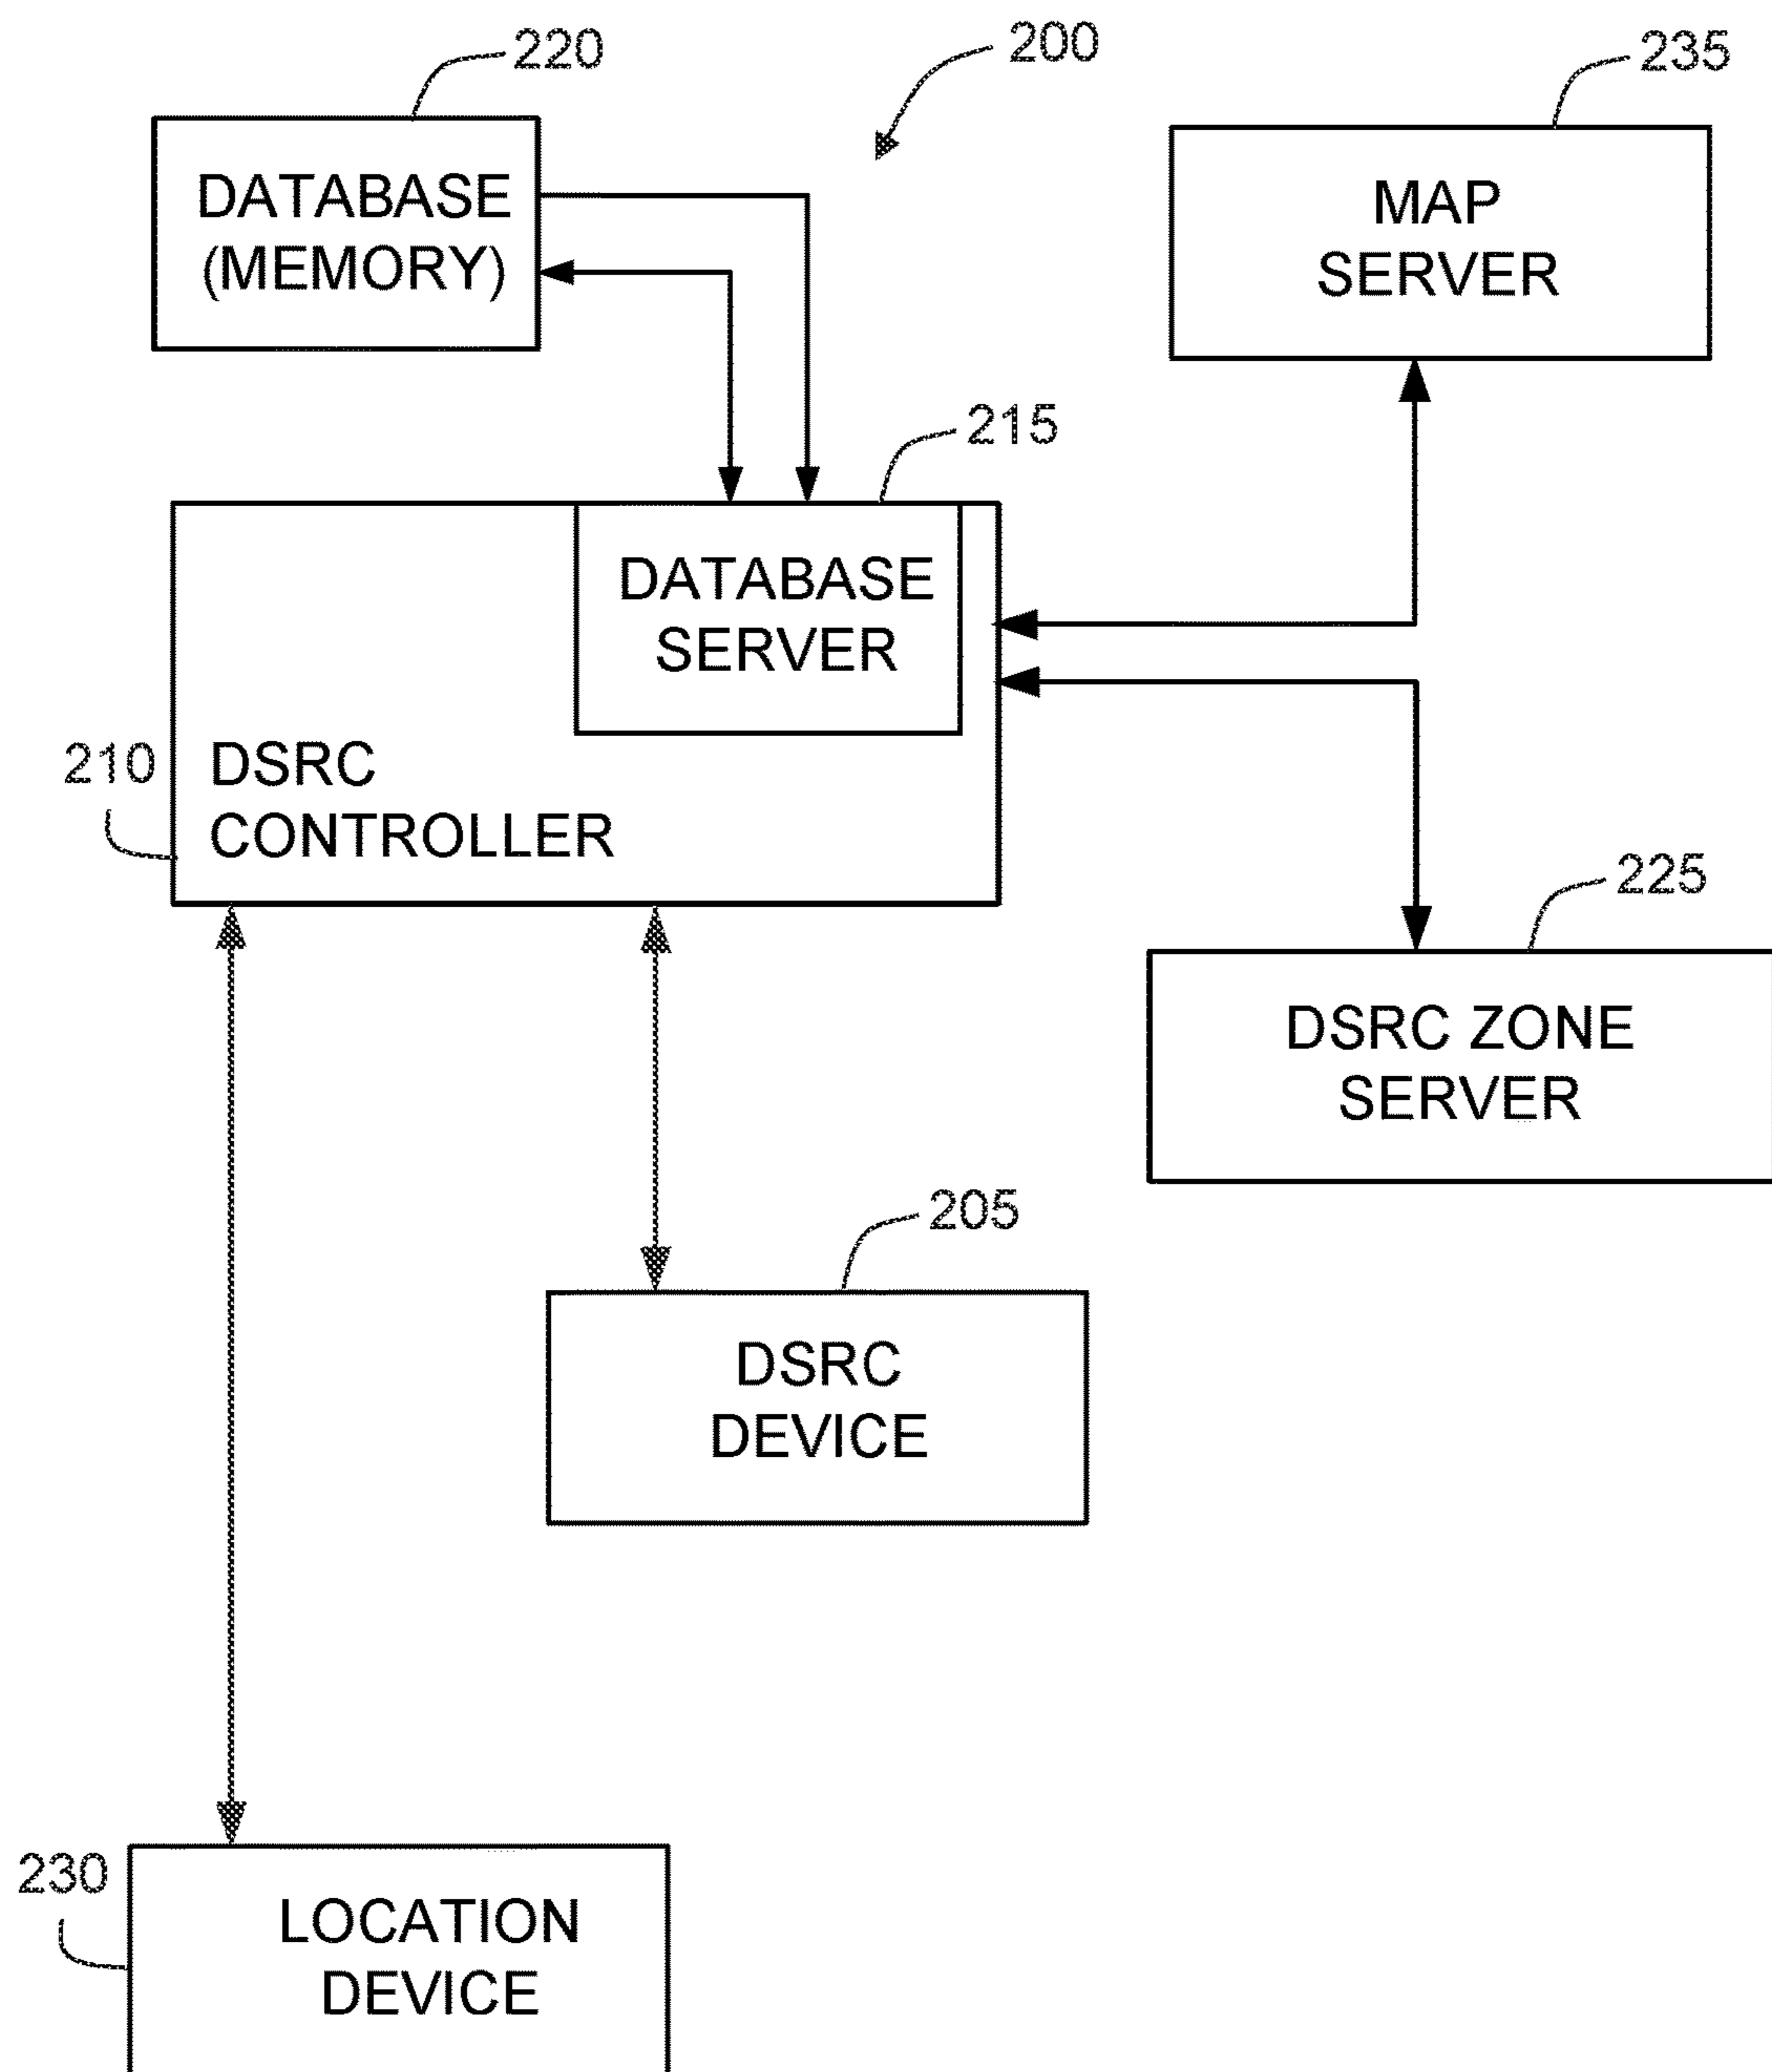 220
200
235
DATABASE
(MEMORY)
MAP
SERVER
215
DATABASE
SERVER
210
DSRC
CONTROLLER
225
DSRC ZONE
SERVER
205
DSRC
DEVICE
230
LOCATION
DEVICE